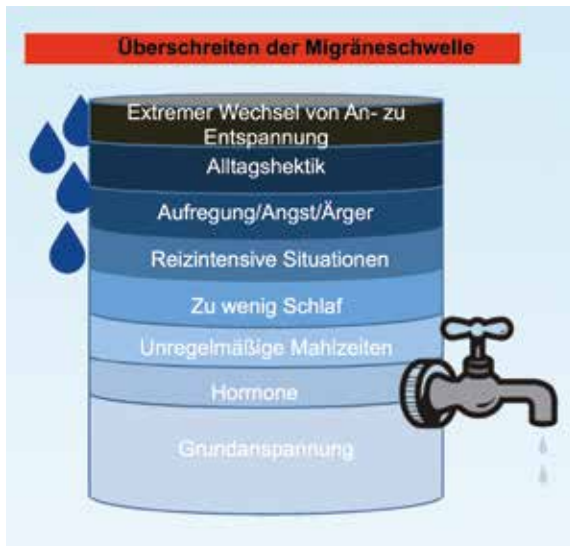 Überschreiten der Migräneschwelle
Extremer Wechsel von An- zu
Entspannung
Alltagshektik
Aufregung/Angst/Ärger
Reizintensive Situationen
Zu wenig Schlaf
Unregelmäßige Mahlzeiten
Hormone
Grundanspannung